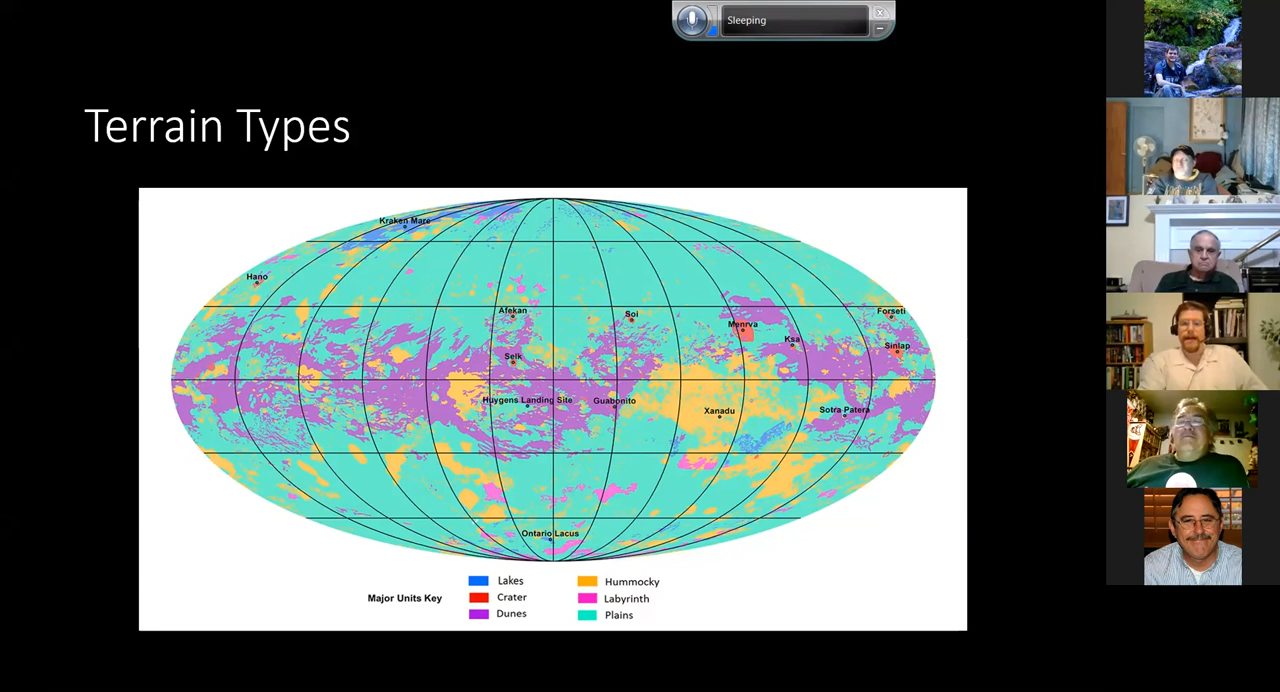 Sleeping
Terrain Types
Kraken Mare
Hano
Afekan
Soi
Menrva
Forseti
Ksa
Sinlap
Selk
Huygens Landing Site
Guabonito
Xanadu
Sotra Patera
Ontario Lacus
Major Units Key
Lakes
Crater
Dunes
Hummocky
Labyrinth
Plains